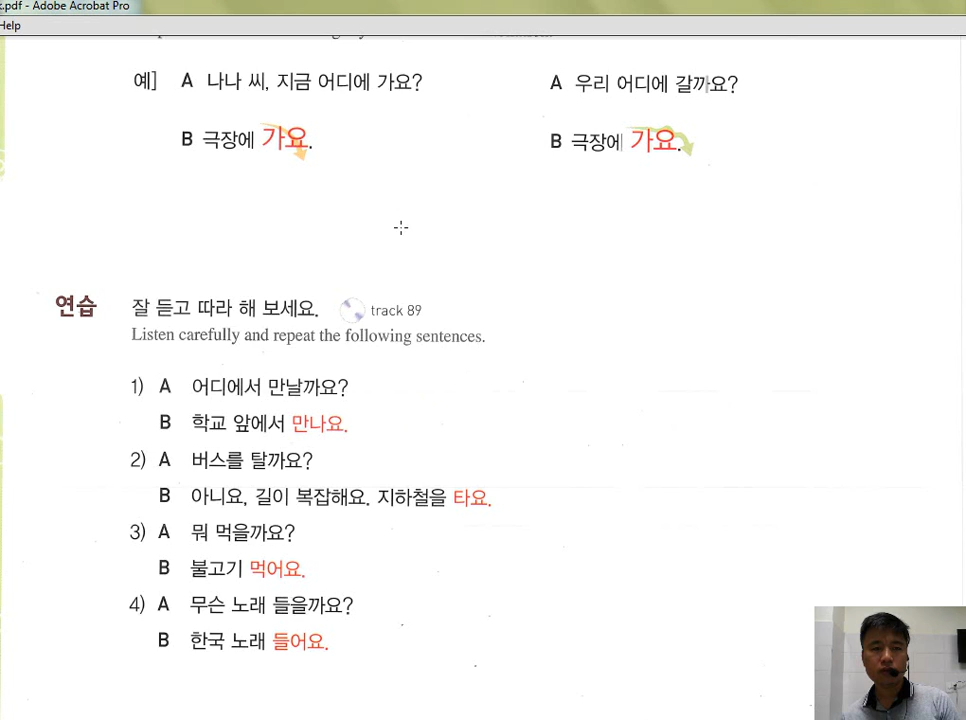 .pdf - Adobe Acrobat Pro
Help
예] A 나나 씨, 지금 어디에 가요?
B 극장에 가요.
A 우리 어디에 갈까요?
B 극장에 가요.
연습 잘 듣고 따라 해 보세요. track 89
Listen carefully and repeat the following sentences.
1) A 어디에서 만날까요?
B 학교 앞에서 만나요.
2) A 버스를 탈까요?
B 아니요, 길이 복잡해요. 지하철을 타요.
3) A 뭐 먹을까요?
B 불고기 먹어요.
4) A 무슨 노래 들을까요?
B 한국 노래 들어요.